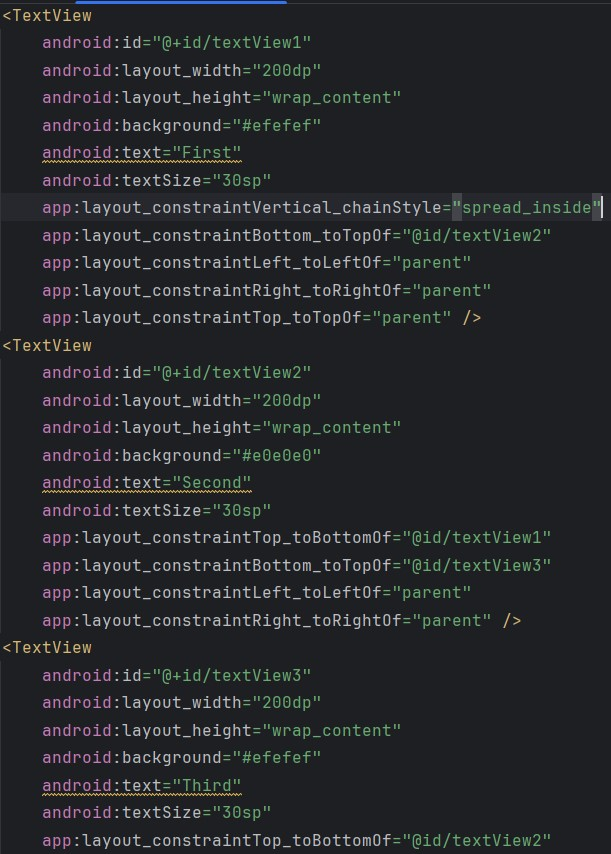 <TextView
android:id="@+id/textView1"
android:layout_width="200dp"
android:layout_height="wrap_content"
android:background="#efefef"
android:text="First"
android:textSize="30sp"
app:layout_constraintVertical_chainStyle="spread_inside"
app:layout_constraintBottom_toTopOf="@id/textView2"
app:layout_constraintLeft_toLeftOf="parent"
app:layout_constraintRight_toRightOf="parent"
app:layout_constraintTop_toTopOf="parent" />
<TextView
android:id="@+id/textView2"
android:layout_width="200dp"
android:layout_height="wrap_content"
android:background="#e0e0e0"
android:text="Second"
android:textSize="30sp"
app:layout_constraintTop_toBottomOf="@id/textView1"
app:layout_constraintBottom_toTopOf="@id/textView3"
app:layout_constraintLeft_toLeftOf="parent"
app:layout_constraintRight_toRightOf="parent" />
<TextView
android:id="@+id/textView3"
android:layout_width="200dp"
android:layout_height="wrap_content"
android:background="#efefef"
android:text="Third"
android:textSize="30sp"
app:layout_constraintTop_toBottomOf="@id/textView2"